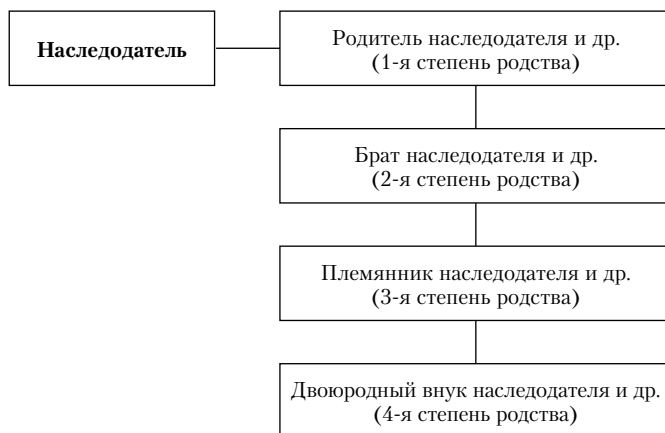 Наследодатель
Родитель наследодателя и др.
(1-я степень родства)
Брат наследодателя и др.
(2-я степень родства)
Племянник наследодателя и др.
(3-я степень родства)
Двоюродный внук наследодателя и др.
(4-я степень родства)